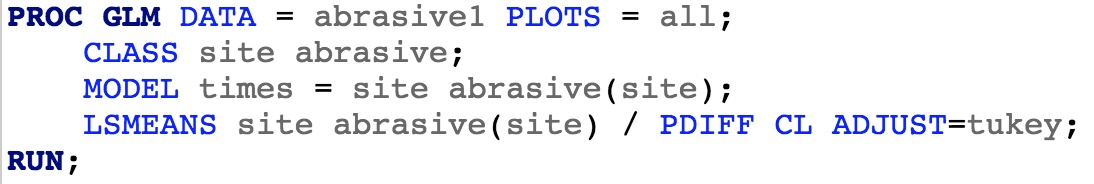 PROC GLM DATA = abrasive1 PLOTS = all;
CLASS site abrasive;
MODEL times = site abrasive(site);
LSMEANS site abrasive(site) / PDIFF CL ADJUST=tukey;
RUN;